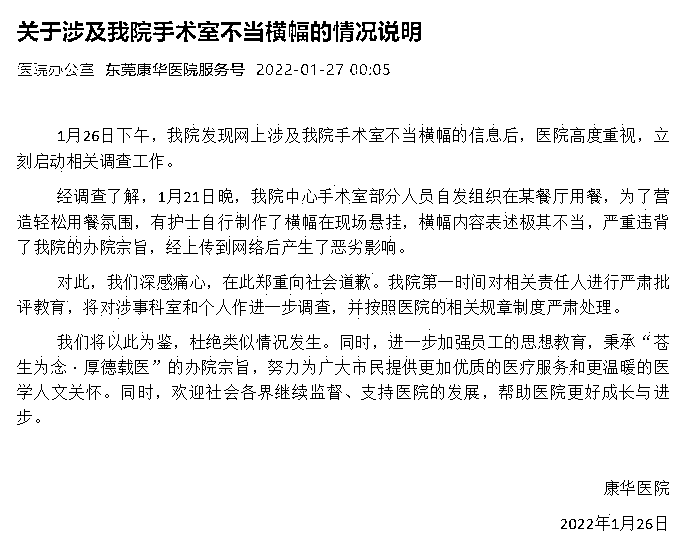 关于涉及我院手术室不当横幅的情况说明
医院办公室 东莞康华医院服务号 2022-01-27 00:05
1月26日下午，我院发现网上涉及我院手术室不当横幅的信息后，医院高度重视，立
刻启动相关调查工作。
经调查了解，1月21日晚，我院中心手术室部分人员自发组织在某餐厅用餐，为了营
造轻松用餐氛围，有护士自行制作了横幅在现场悬挂，横幅内容表述极其不当，严重违背
了我院的办院宗旨，经上传到网络后产生了恶劣影响。
对此，我们深感痛心，在此郑重向社会道歉。我院第一时间对相关责任人进行严肃批
评教育，将对涉事科室和个人作进一步调查，并按照医院的相关规章制度严肃处理。
我们将以此为鉴，杜绝类似情况发生。同时，进一步加强员工的思想教育，秉承“苍
生为念·厚德载医”的办院宗旨，努力为广大市民提供更加优质的医疗服务和更温暖的医
学人文关怀。同时，欢迎社会各界继续监督、支持医院的发展，帮助医院更好成长与进
步。
康华医院
2022年1月26日